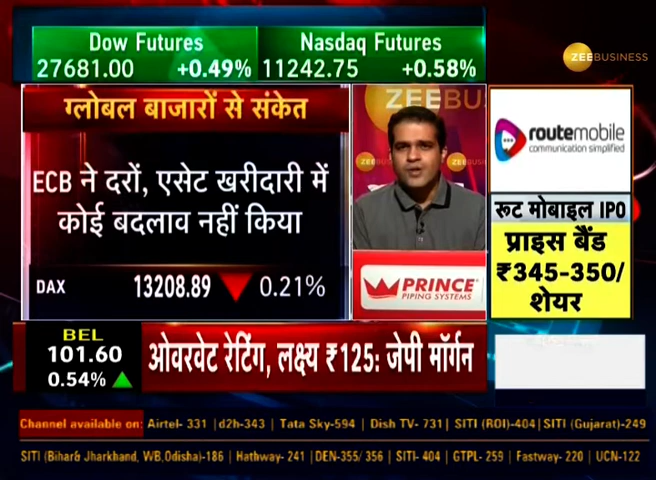 Dow Futures
27681.00 +0.49%
Nasdaq Futures
11242.75 +0.58%
ZEEBUSINESS
ग्लोबल बाजारों से संकेत
ECB ने दरों, एसेट खरीदारी में
कोई बदलाव नहीं किया
DAX 13208.89 0.21%
ZEEBUS
ZEEBUSINESS
PRINCE
PIPING SYSTEMS
routemobile
communication simplified
रूट मोबाइल IPO
प्राइस बैंड
₹345-350/
शेयर
BEL
101.60
0.54%
ओवरवेट रेटिंग, लक्ष्य ₹125: जेपी मॉर्गन
Channel available on: Airtel- 331 | d2h-343 | Tata Sky-594 | Dish TV- 731| SITI (ROI)-404| SITI (Gujarat)-249
SITI (Bihar& Jharkhand, WB,Odisha)-186 | Hathway- 241 |DEN-355/ 356 | SITI- 404 | GTPL- 259 | Fastway- 220 | UCN-122